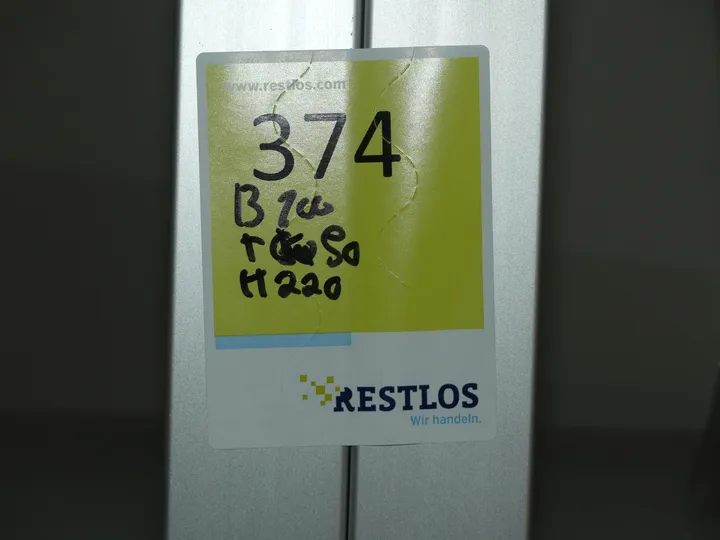 www.restlos.com
374
B
T 50
H 220
RESTLOS
Wir handeln.